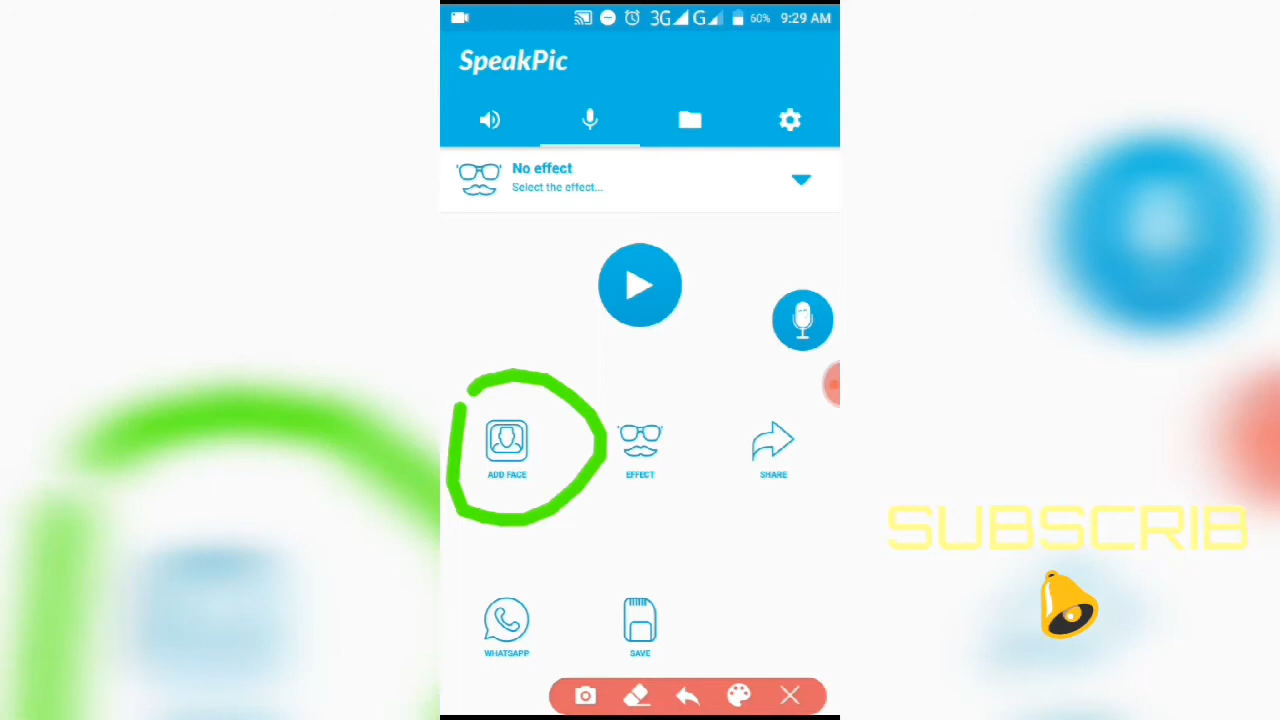 3G G 60% 9:29 AM
SpeakPic
No effect
Select the effect...
ADD FACE EFFECT SHARE
SUBSCRIB
WHATSAPP SAVE